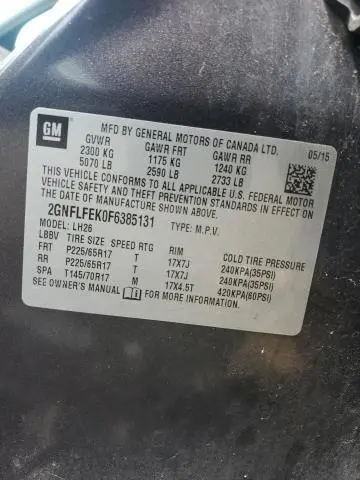 GM
MFD BY GENERAL MOTORS OF CANADA LTD.
GVWR GAWR FRT GAWR RR 05/15
2300 KG 1175 KG 1240 KG
5070 LB 2590 LB 2733 LB
THIS VEHICLE CONFORMS TO ALL APPLICABLE U.S. FEDERAL MOTOR
VEHICLE SAFETY, BUMPER, AND THEFT PREVENTION STANDARDS IN EFFECT ON
THE DATE OF MANUFACTURE SHOWN ABOVE.
2GNFLFEK0F6385131 TYPE: M.P.V.
MODEL: LH26
LBBV TIRE SIZE SPEED RTG RIM COLD TIRE PRESSURE
FRT P225/65R17 T 17X7J 240KPA(35PSI)
RR P225/65R17 T 17X7J 240KPA(35PSI)
SPA T145/70R17 M 17X4.5T 420KPA(60PSI)
SEE OWNER'S MANUAL FOR MORE INFORMATION.